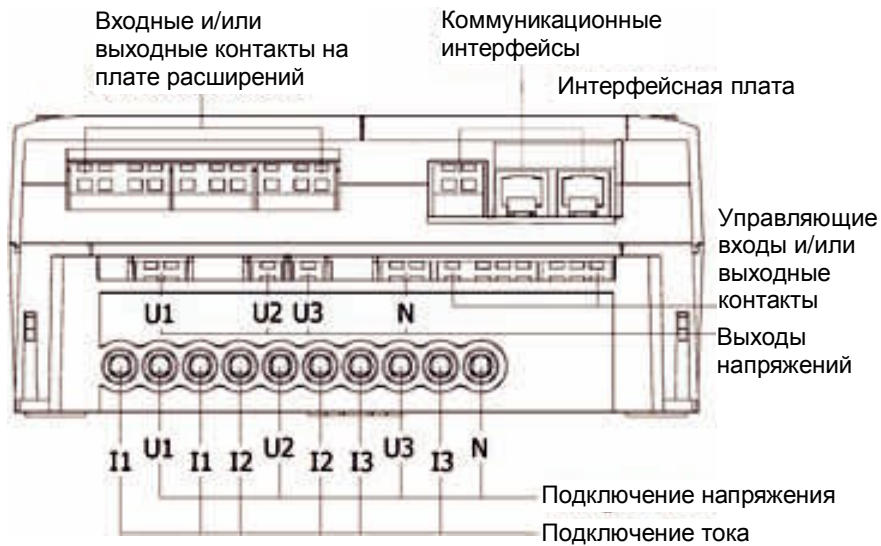 Входные и/или
выходные контакты на
плате расширений
Коммуникационные
интерфейсы
Интерфейсная плата
Управляющие
входы и/или
выходные
контакты
U1 U2 U3 N
Выходы
напряжений
I1 U1 I1 I2 U2 I2 I3 U3 I3 N
Подключение напряжения
Подключение тока